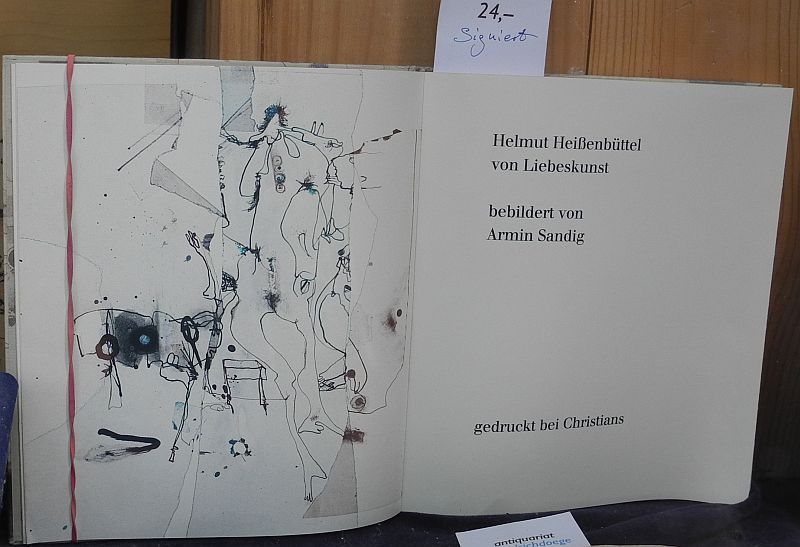 24,–
Signiert
Helmut Heißenbüttel
von Liebeskunst
bebildert von
Armin Sandig
gedruckt bei Christians
antiquariat